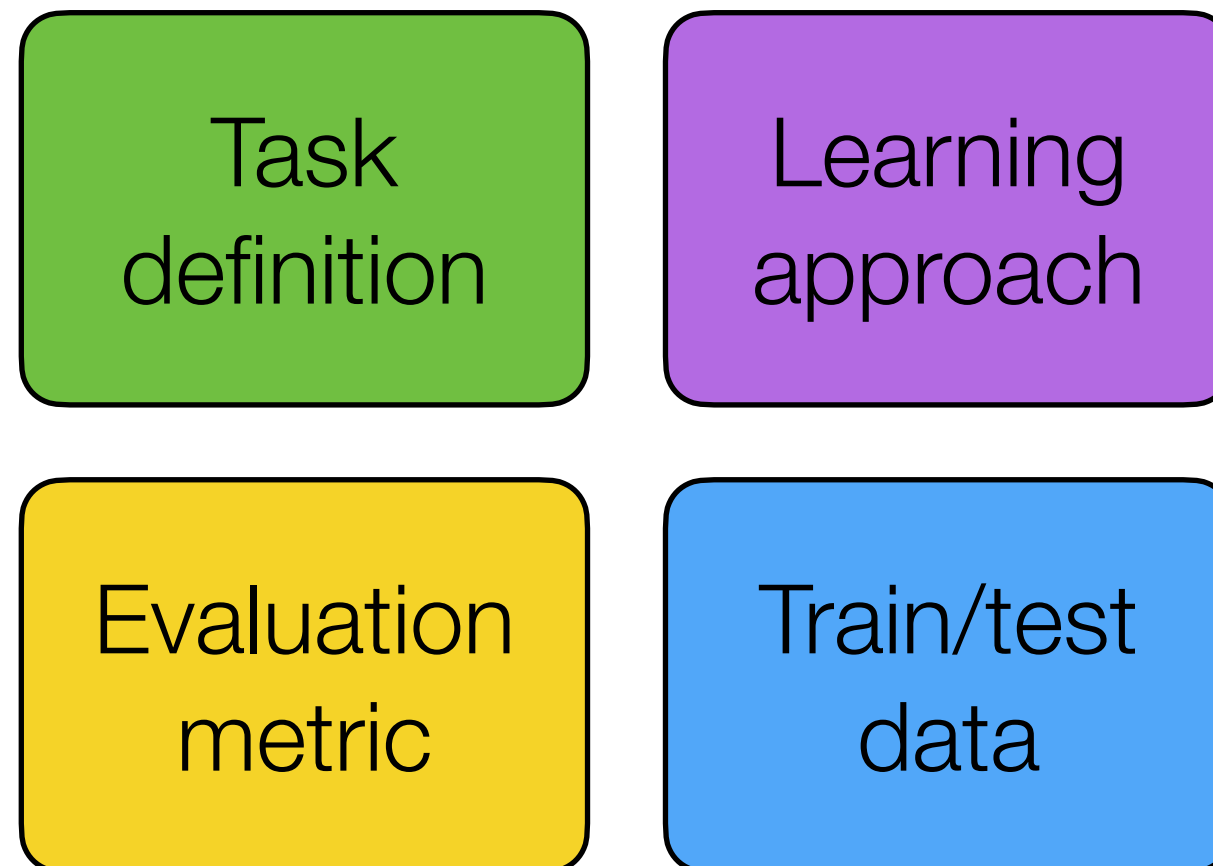 Task
definition
Learning
approach
Evaluation
metric
Train/test
data